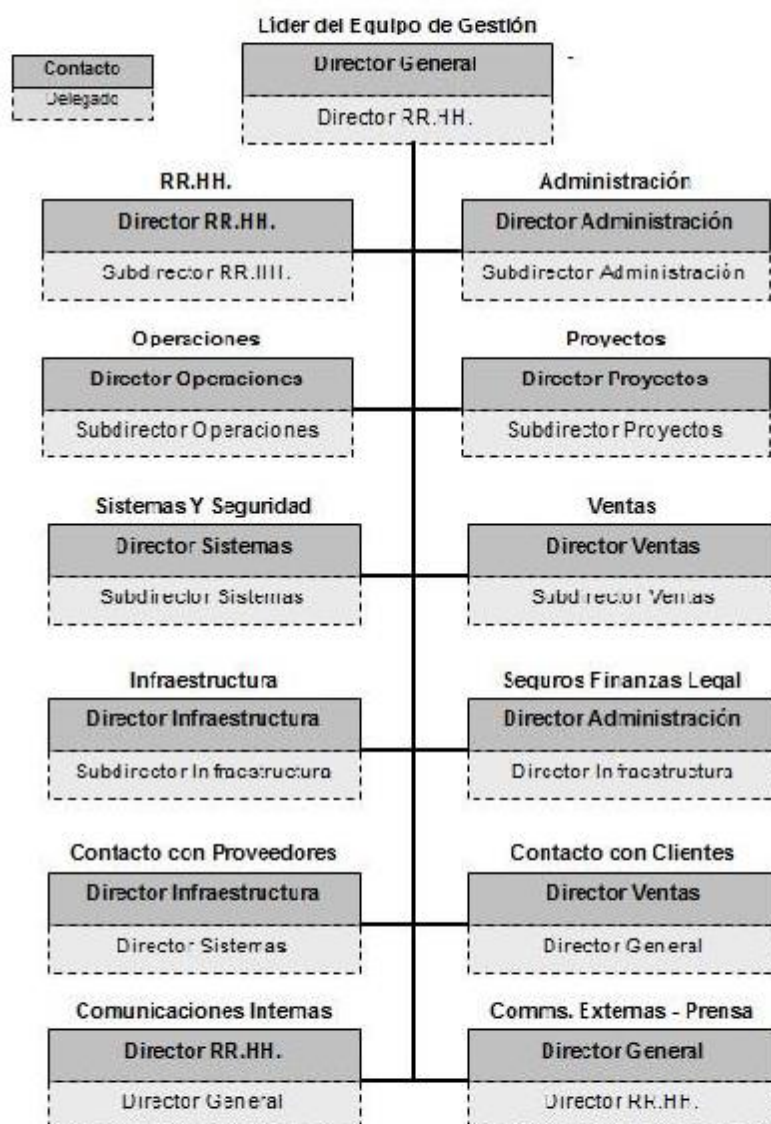 Líder del Equipo de Gestión
Contacto
Delegado
Director General
Director RR.HH.
RR.HH.
Director RR.HH.
Subdirector RR.HH.
Administración
Director Administración
Subdirector Administración
Operaciones
Director Operaciones
Subdirector Operaciones
Proyectos
Director Proyectos
Subdirector Proyectos
Sistemas Y Seguridad
Director Sistemas
Subdirector Sistemas
Ventas
Director Ventas
Subdirector Ventas
Infraestructura
Director Infraestructura
Subdirector Infraestructura
Seguros Finanzas Legal
Director Administración
Director Infraestructura
Contacto con Proveedores
Director Infraestructura
Director Sistemas
Contacto con Clientes
Director Ventas
Director General
Comunicaciones Internas
Director RR.HH.
Director General
Comms. Externas - Prensa
Director General
Director RR.HH.